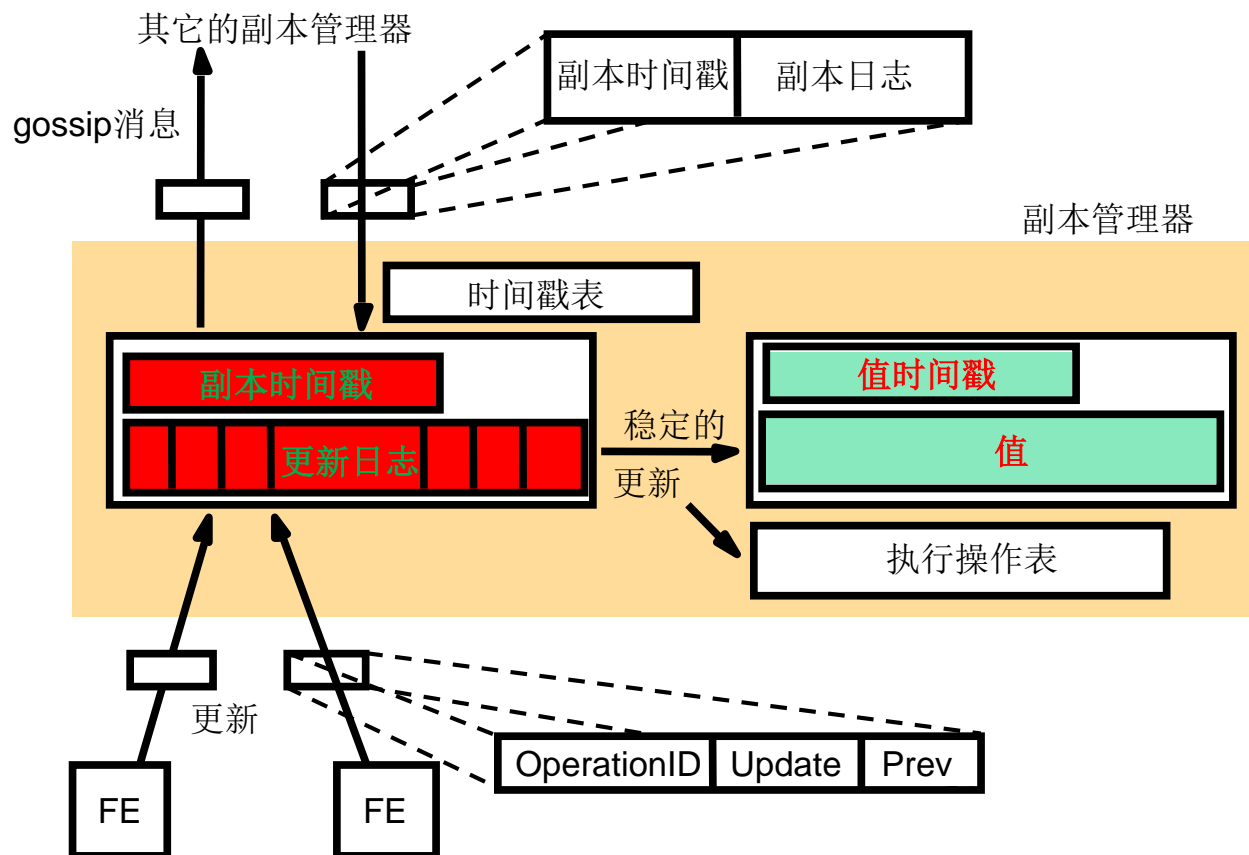 其它的副本管理器
副本时间戳 副本日志
gossip消息
副本管理器
时间戳表
副本时间戳
值时间戳
稳定的
更新日志
值
更新
执行操作表
更新
OperationID Update Prev
FE FE